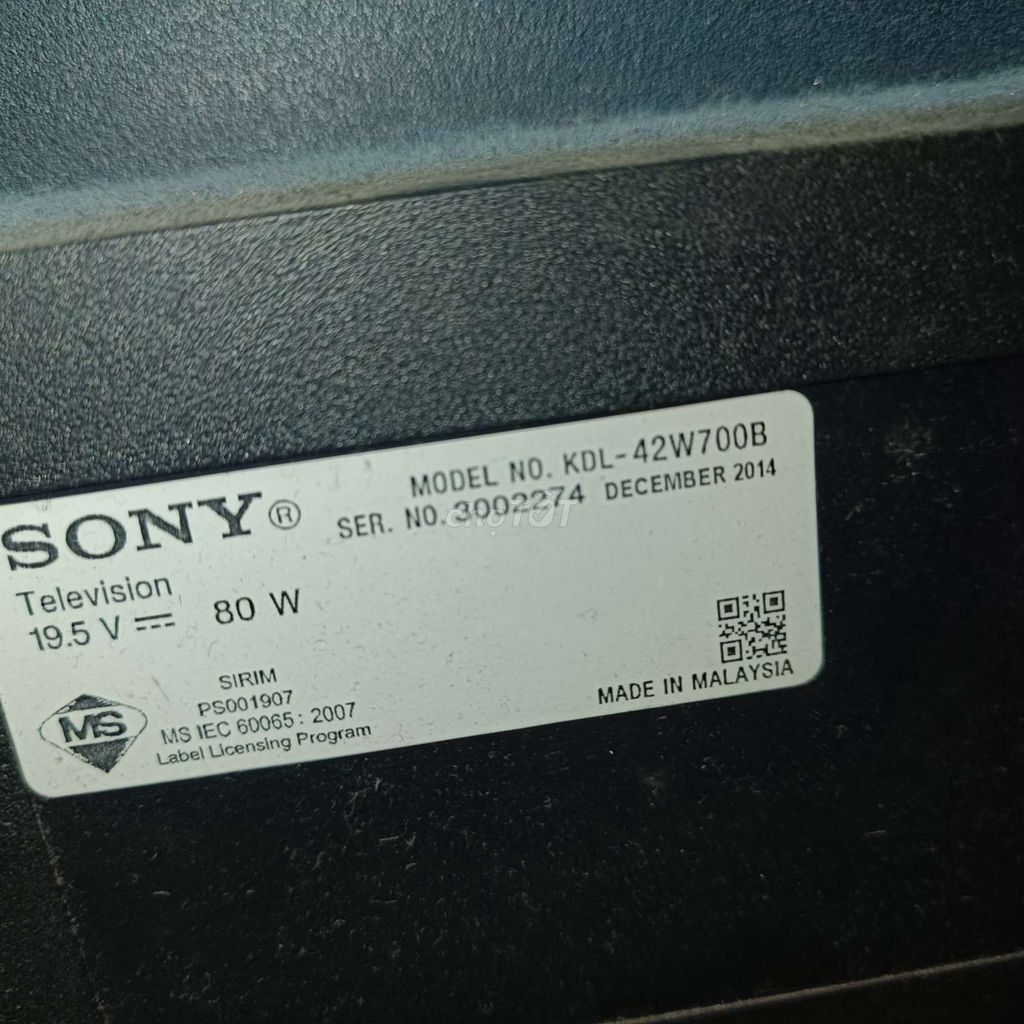 SONY®
MODEL NO. KDL-42W700B
SER. NO. 3002274 DECEMBER 2014
chợTỐT
Television
19.5 V ⎓ 80 W
SIRIM
PS001907
MS IEC 60065 : 2007
Label Licensing Program
MS
MADE IN MALAYSIA